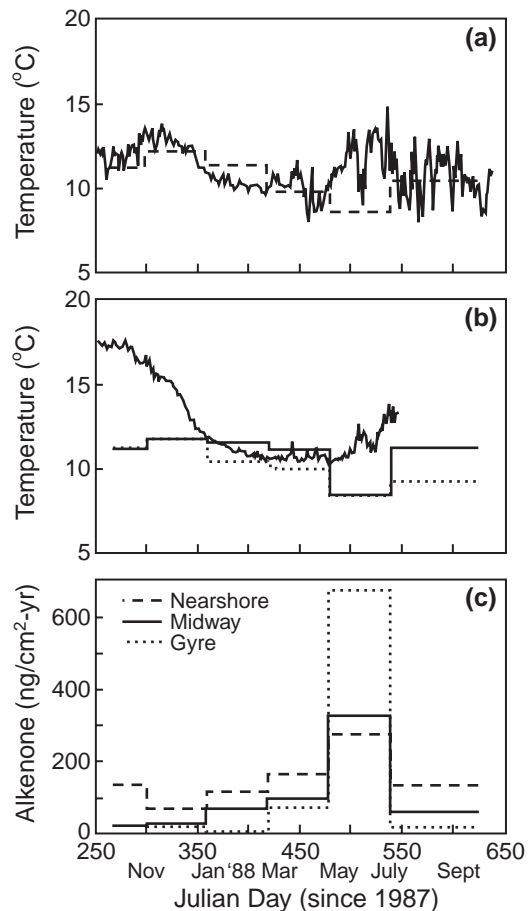 (a)
Temperature (°C)
20
15
10
5
(b)
Temperature (°C)
20
15
10
5
(c)
Alkenone (ng/cm²-yr)
600
400
200
0
Nearshore
Midway
Gyre
250 350 450 550 650
Nov Jan '88 Mar May July Sept
Julian Day (since 1987)